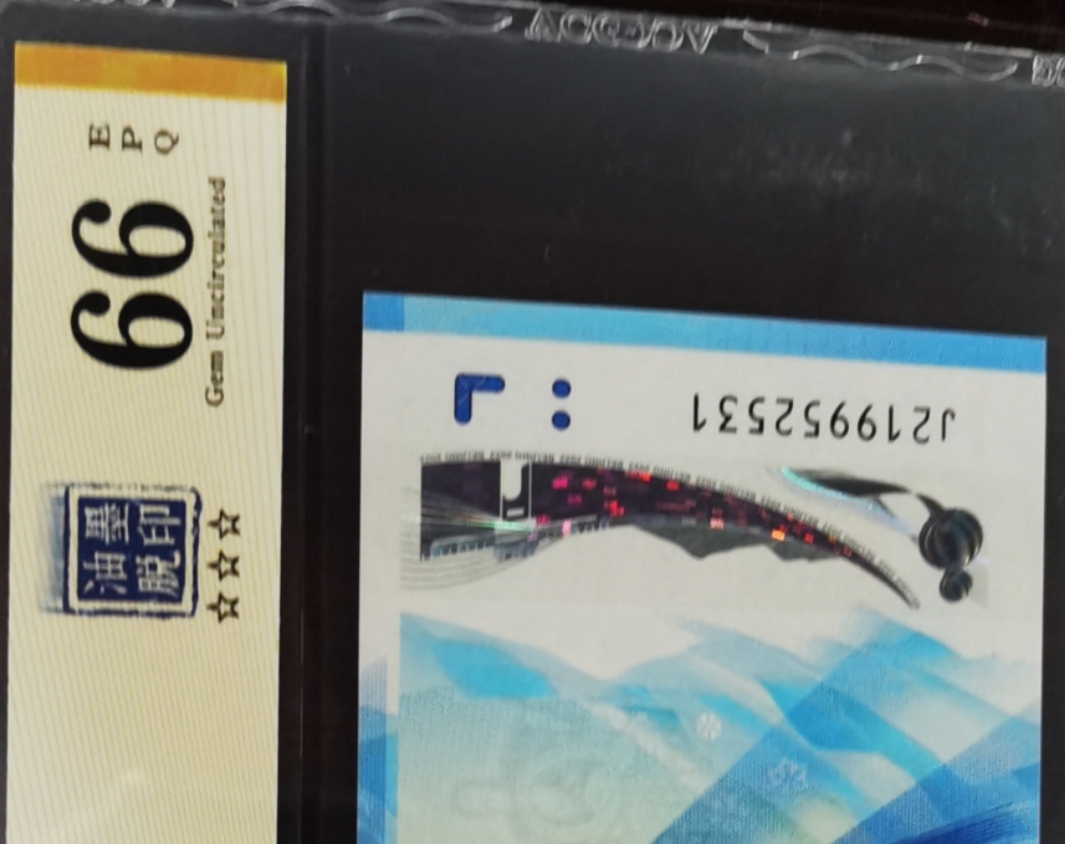 66 EPQ
Gem Uncirculated
油墨
脱印
☆☆☆
J219952531